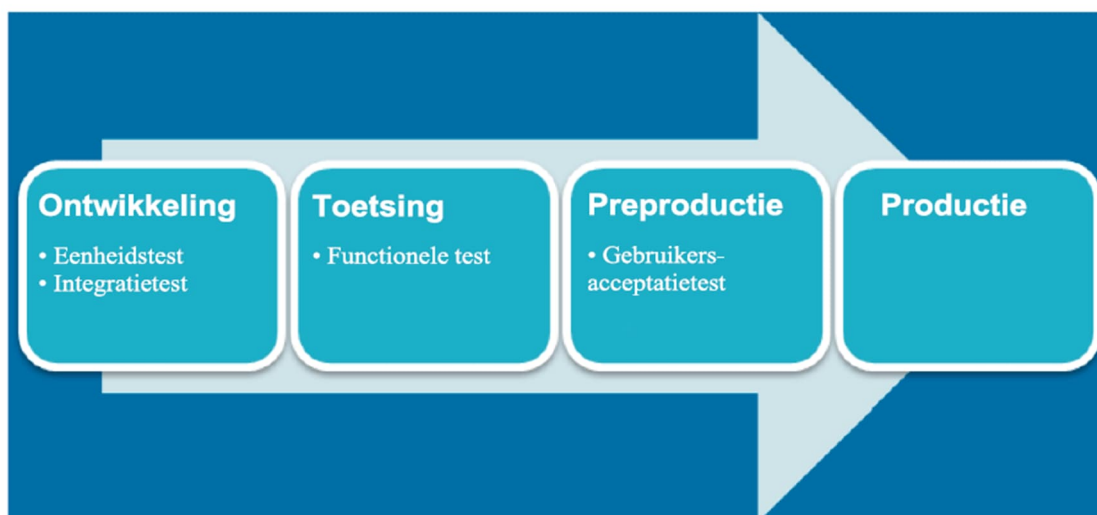 Ontwikkeling
• Eenheidstest
• Integratietest
Toetsing
• Functionele test
Preproductie
• Gebruikers-
acceptatietest
Productie